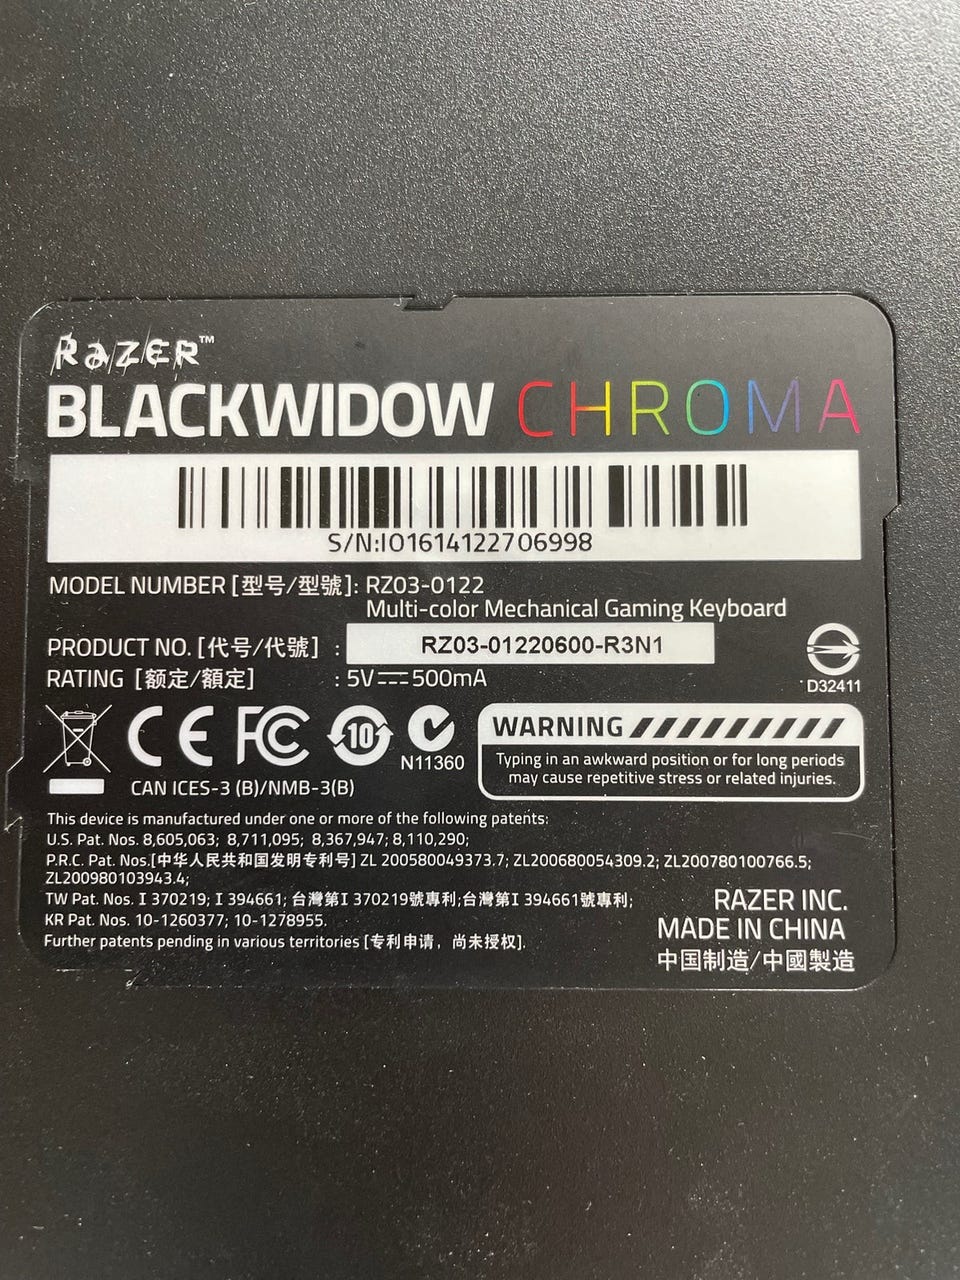 RAZER™
BLACKWIDOW CHROMA
S/N:IO1614122706998
MODEL NUMBER [型号/型號]: RZ03-0122
Multi-color Mechanical Gaming Keyboard
PRODUCT NO. [代号/代號] : RZ03-01220600-R3N1
RATING [额定/額定] : 5V⎓500mA
D32411
CE FC 10 N11360
CAN ICES-3 (B)/NMB-3(B)
WARNING
Typing in an awkward position or for long periods
may cause repetitive stress or related injuries.
This device is manufactured under one or more of the following patents:
U.S. Pat. Nos. 8,605,063; 8,711,095; 8,367,947; 8,110,290;
P.R.C. Pat. Nos.[中华人民共和国发明专利号] ZL 200580049373.7; ZL200680054309.2; ZL200780100766.5;
ZL200980103943.4;
TW Pat. Nos. I 370219; I 394661; 台灣第I 370219號專利;台灣第I 394661號專利;
KR Pat. Nos. 10-1260377; 10-1278955.
Further patents pending in various territories [专利申请，尚未授权].
RAZER INC.
MADE IN CHINA
中国制造/中國製造